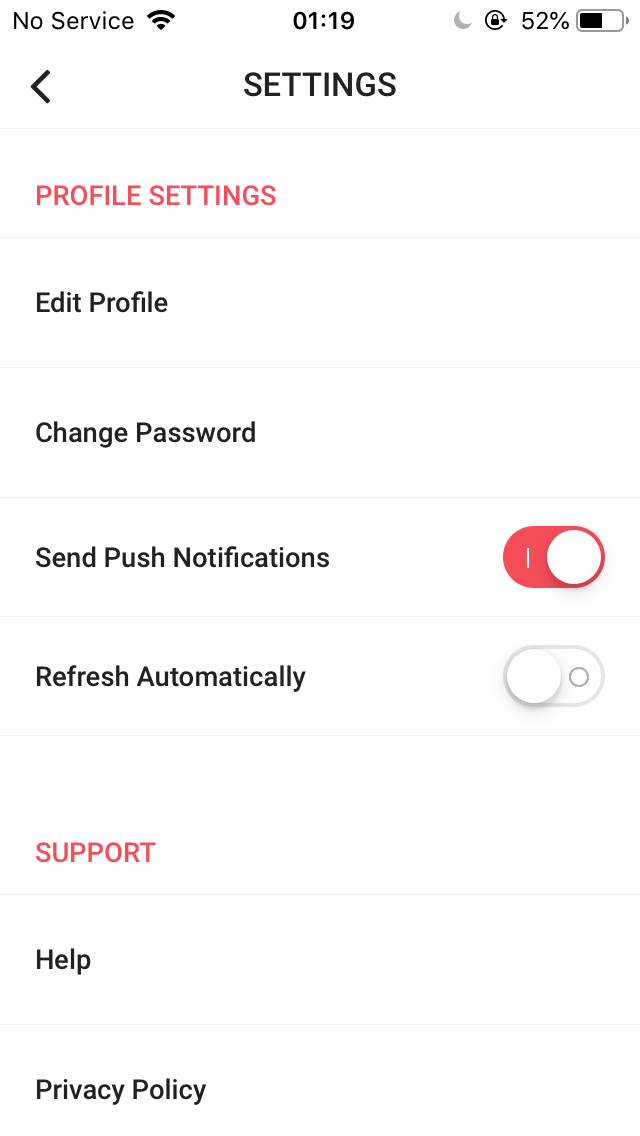 No Service 01:19 52%
SETTINGS
PROFILE SETTINGS
Edit Profile
Change Password
Send Push Notifications
Refresh Automatically
SUPPORT
Help
Privacy Policy